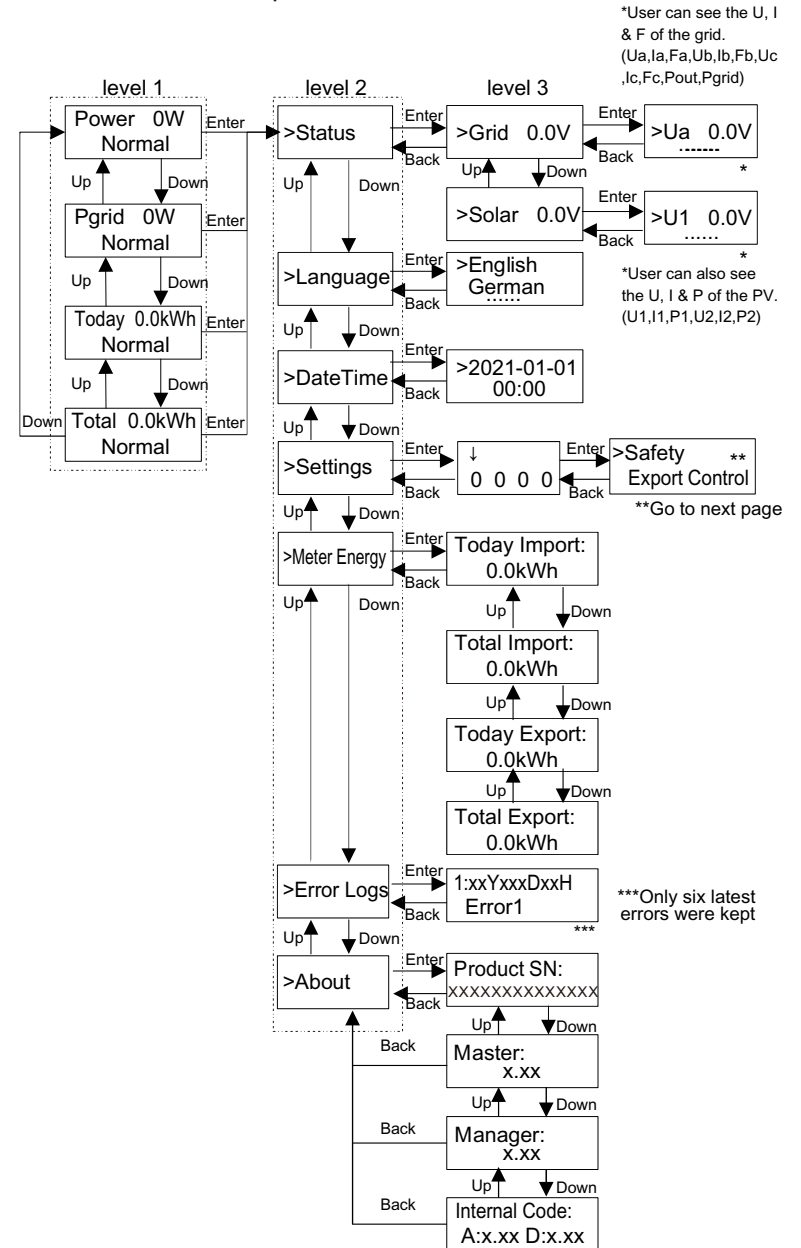 *User can see the U, I
& F of the grid.
(Ua,Ia,Fa,Ub,Ib,Fb,Uc
,Ic,Fc,Pout,Pgrid)
level 1
level 2
level 3
Power 0W
Normal
Enter
>Status
Enter
Back
>Grid 0.0V
Enter
Back
>Ua 0.0V
.......
*
Up
Down
Up
Down
Up
Down
Pgrid 0W
Normal
Enter
>Solar 0.0V
Enter
Back
>U1 0.0V
......
*
*User can also see
the U, I & P of the PV.
(U1,I1,P1,U2,I2,P2)
Up
Down
>Language
Enter
Back
>English
German
......
Today 0.0kWh
Normal
Enter
Up
Down
Up
Down
>DateTime
Enter
Back
>2021-01-01
00:00
Down
Total 0.0kWh
Normal
Enter
Up
Down
>Settings
Enter
Back
↓
0 0 0 0
Enter
Back
>Safety **
Export Control
**Go to next page
Up
Down
>Meter Energy
Enter
Back
Today Import:
0.0kWh
Up
Down
Up
Down
Total Import:
0.0kWh
Up
Down
Today Export:
0.0kWh
Up
Down
Total Export:
0.0kWh
>Error Logs
Enter
Back
1:xxYxxxDxxH
Error1
***
***Only six latest
errors were kept
Up
Down
>About
Enter
Back
Product SN:
XXXXXXXXXXXXXX
Up
Down
Back
Master:
x.xx
Up
Down
Back
Manager:
x.xx
Up
Down
Back
Internal Code:
A:x.xx D:x.xx